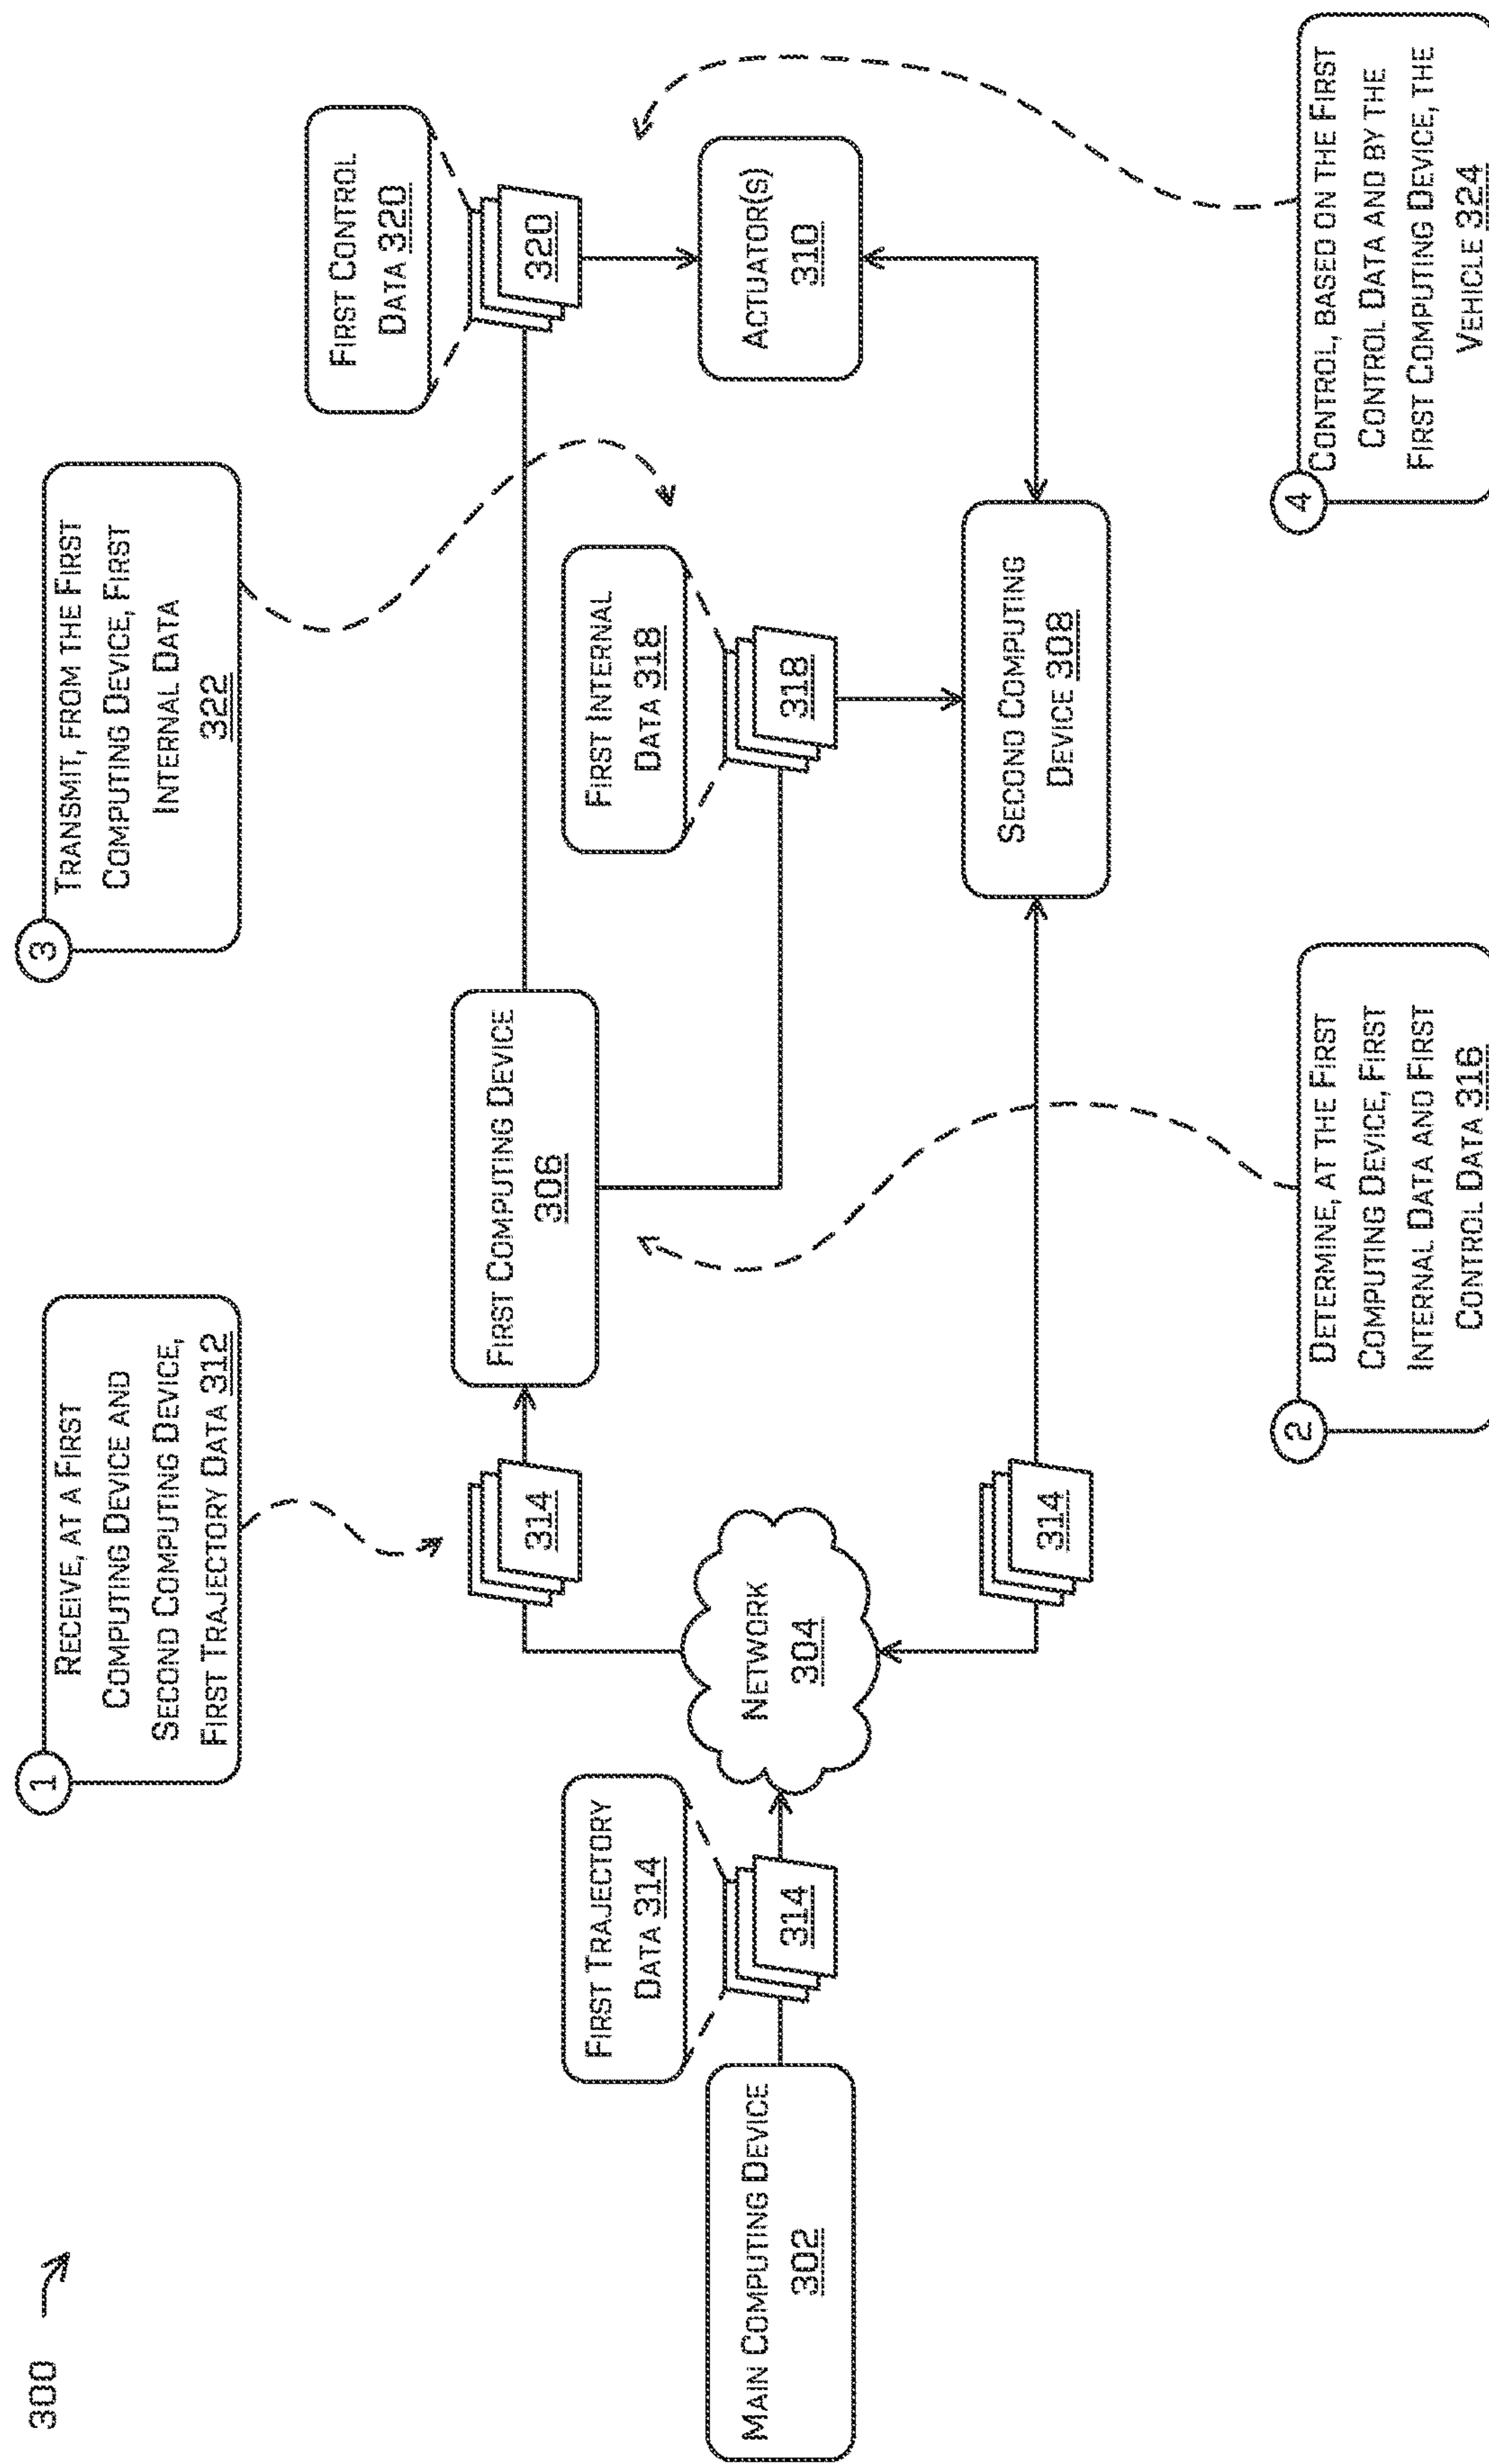 300
1
RECEIVE, AT A FIRST
COMPUTING DEVICE AND
SECOND COMPUTING DEVICE,
FIRST TRAJECTORY DATA 312
3
TRANSMIT, FROM THE FIRST
COMPUTING DEVICE, FIRST
INTERNAL DATA
322
FIRST CONTROL
DATA 320
320
FIRST COMPUTING DEVICE
306
314
FIRST TRAJECTORY
DATA 314
314
FIRST INTERNAL
DATA 318
318
MAIN COMPUTING DEVICE
302
NETWORK
304
ACTUATOR(S)
310
314
SECOND COMPUTING
DEVICE 308
2
DETERMINE, AT THE FIRST
COMPUTING DEVICE, FIRST
INTERNAL DATA AND FIRST
CONTROL DATA 316
4
CONTROL, BASED ON THE FIRST
CONTROL DATA AND BY THE
FIRST COMPUTING DEVICE, THE
VEHICLE 324